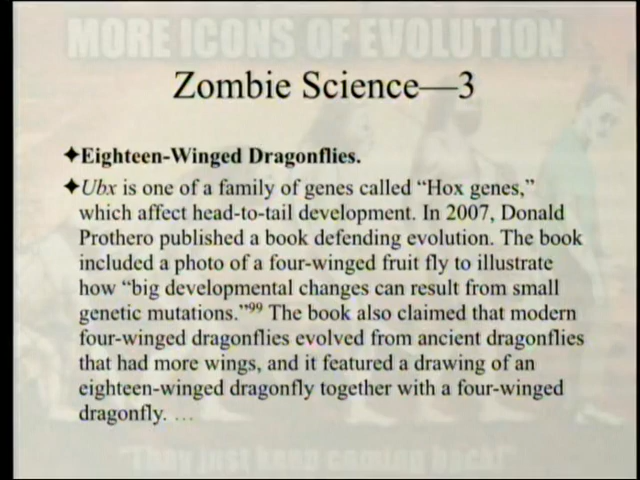 MORE ICONS OF EVOLUTION
Zombie Science—3
✦Eighteen-Winged Dragonflies.
✦Ubx is one of a family of genes called “Hox genes,”
which affect head-to-tail development. In 2007, Donald
Prothero published a book defending evolution. The book
included a photo of a four-winged fruit fly to illustrate
how “big developmental changes can result from small
genetic mutations.”99 The book also claimed that modern
four-winged dragonflies evolved from ancient dragonflies
that had more wings, and it featured a drawing of an
eighteen-winged dragonfly together with a four-winged
dragonfly. …
"They just keep coming back!"